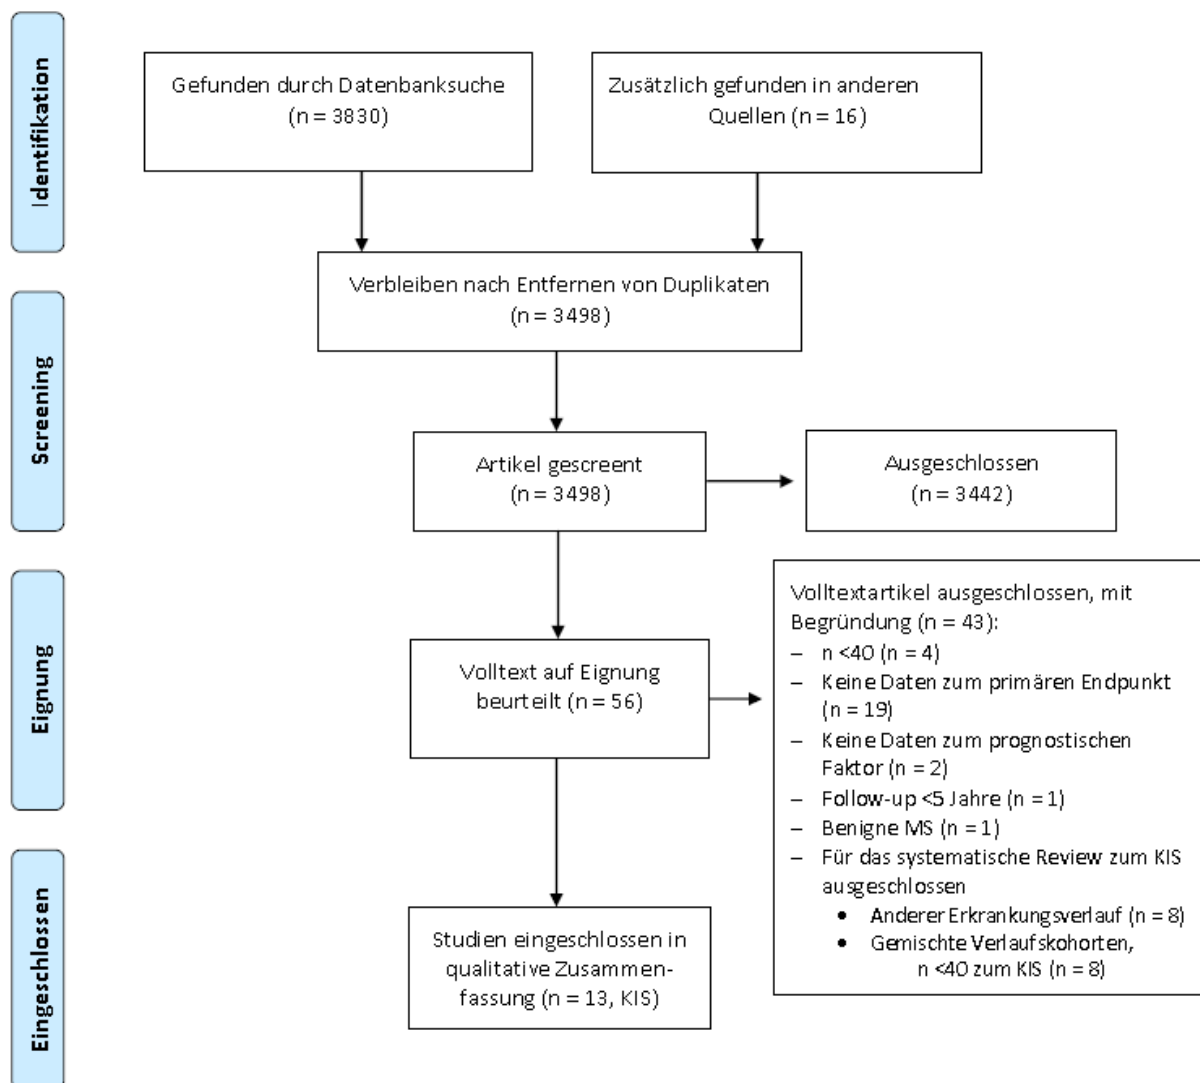 Identifikation
Gefunden durch Datenbanksuche
(n = 3830)
Zusätzlich gefunden in anderen
Quellen (n = 16)
Verbleiben nach Entfernen von Duplikaten
(n = 3498)
Screening
Artikel gescreent
(n = 3498)
Ausgeschlossen
(n = 3442)
Eignung
Volltext auf Eignung
beurteilt (n = 56)
Volltextartikel ausgeschlossen, mit
Begründung (n = 43):
– n <40 (n = 4)
– Keine Daten zum primären Endpunkt
(n = 19)
– Keine Daten zum prognostischen
Faktor (n = 2)
– Follow-up <5 Jahre (n = 1)
– Benigne MS (n = 1)
– Für das systematische Review zum KIS
ausgeschlossen
• Anderer Erkrankungsverlauf (n = 8)
• Gemischte Verlaufskohorten,
n <40 zum KIS (n = 8)
Eingeschlossen
Studien eingeschlossen in
qualitative Zusammen-
fassung (n = 13, KIS)